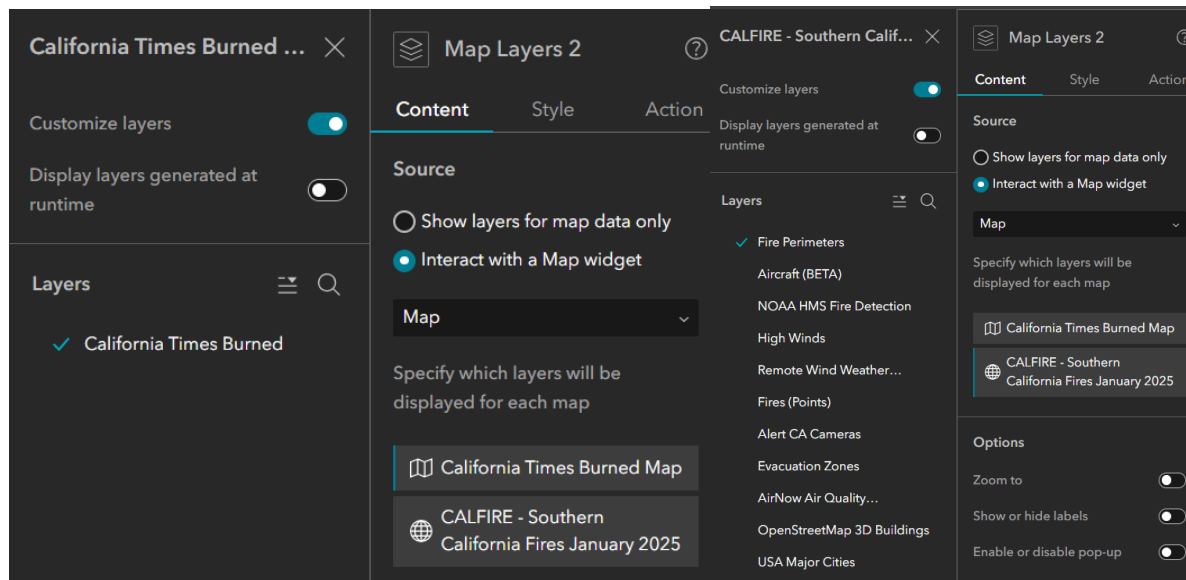 California Times Burned ...
Customize layers
Display layers generated at
runtime
Layers
California Times Burned
Map Layers 2
Content Style Action
Source
Show layers for map data only
Interact with a Map widget
Map
Specify which layers will be
displayed for each map
California Times Burned Map
CALFIRE - Southern
California Fires January 2025
CALFIRE - Southern Calif...
Customize layers
Display layers generated at
runtime
Layers
Fire Perimeters
Aircraft (BETA)
NOAA HMS Fire Detection
High Winds
Remote Wind Weather...
Fires (Points)
Alert CA Cameras
Evacuation Zones
AirNow Air Quality...
OpenStreetMap 3D Buildings
USA Major Cities
Map Layers 2
Content Style Action
Source
Show layers for map data only
Interact with a Map widget
Map
Specify which layers will be
displayed for each map
California Times Burned Map
CALFIRE - Southern
California Fires January 2025
Options
Zoom to
Show or hide labels
Enable or disable pop-up